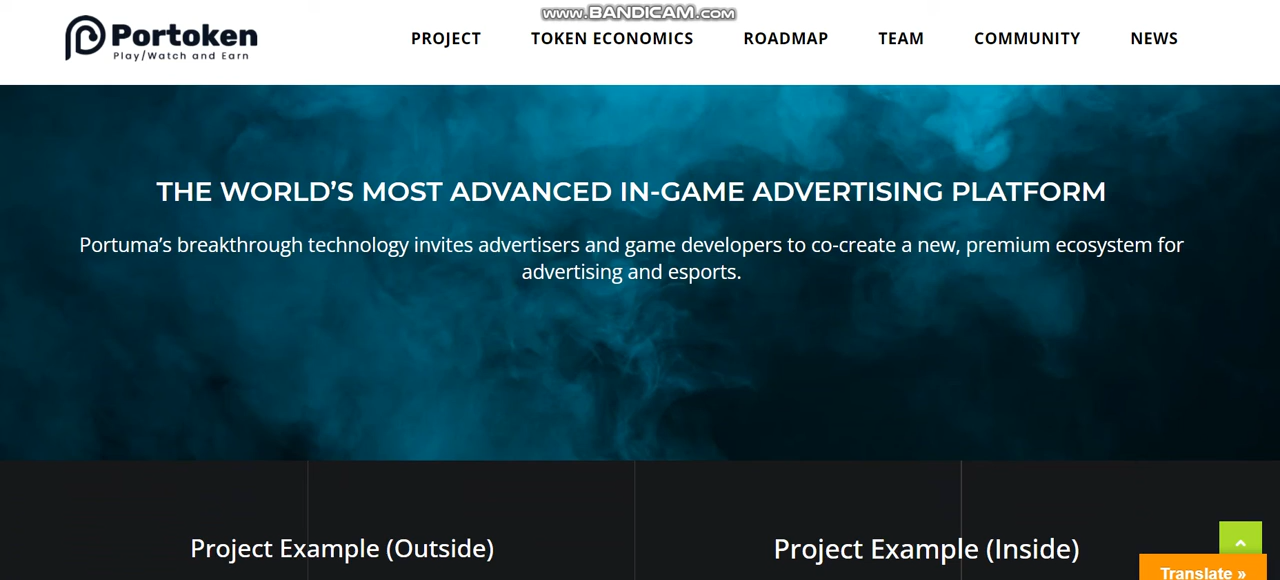 www.BANDICAM.com
Portoken
Play/Watch and Earn
PROJECT TOKEN ECONOMICS ROADMAP TEAM COMMUNITY NEWS
THE WORLD’S MOST ADVANCED IN-GAME ADVERTISING PLATFORM
Portuma’s breakthrough technology invites advertisers and game developers to co-create a new, premium ecosystem for
advertising and esports.
Project Example (Outside) Project Example (Inside)
Translate »